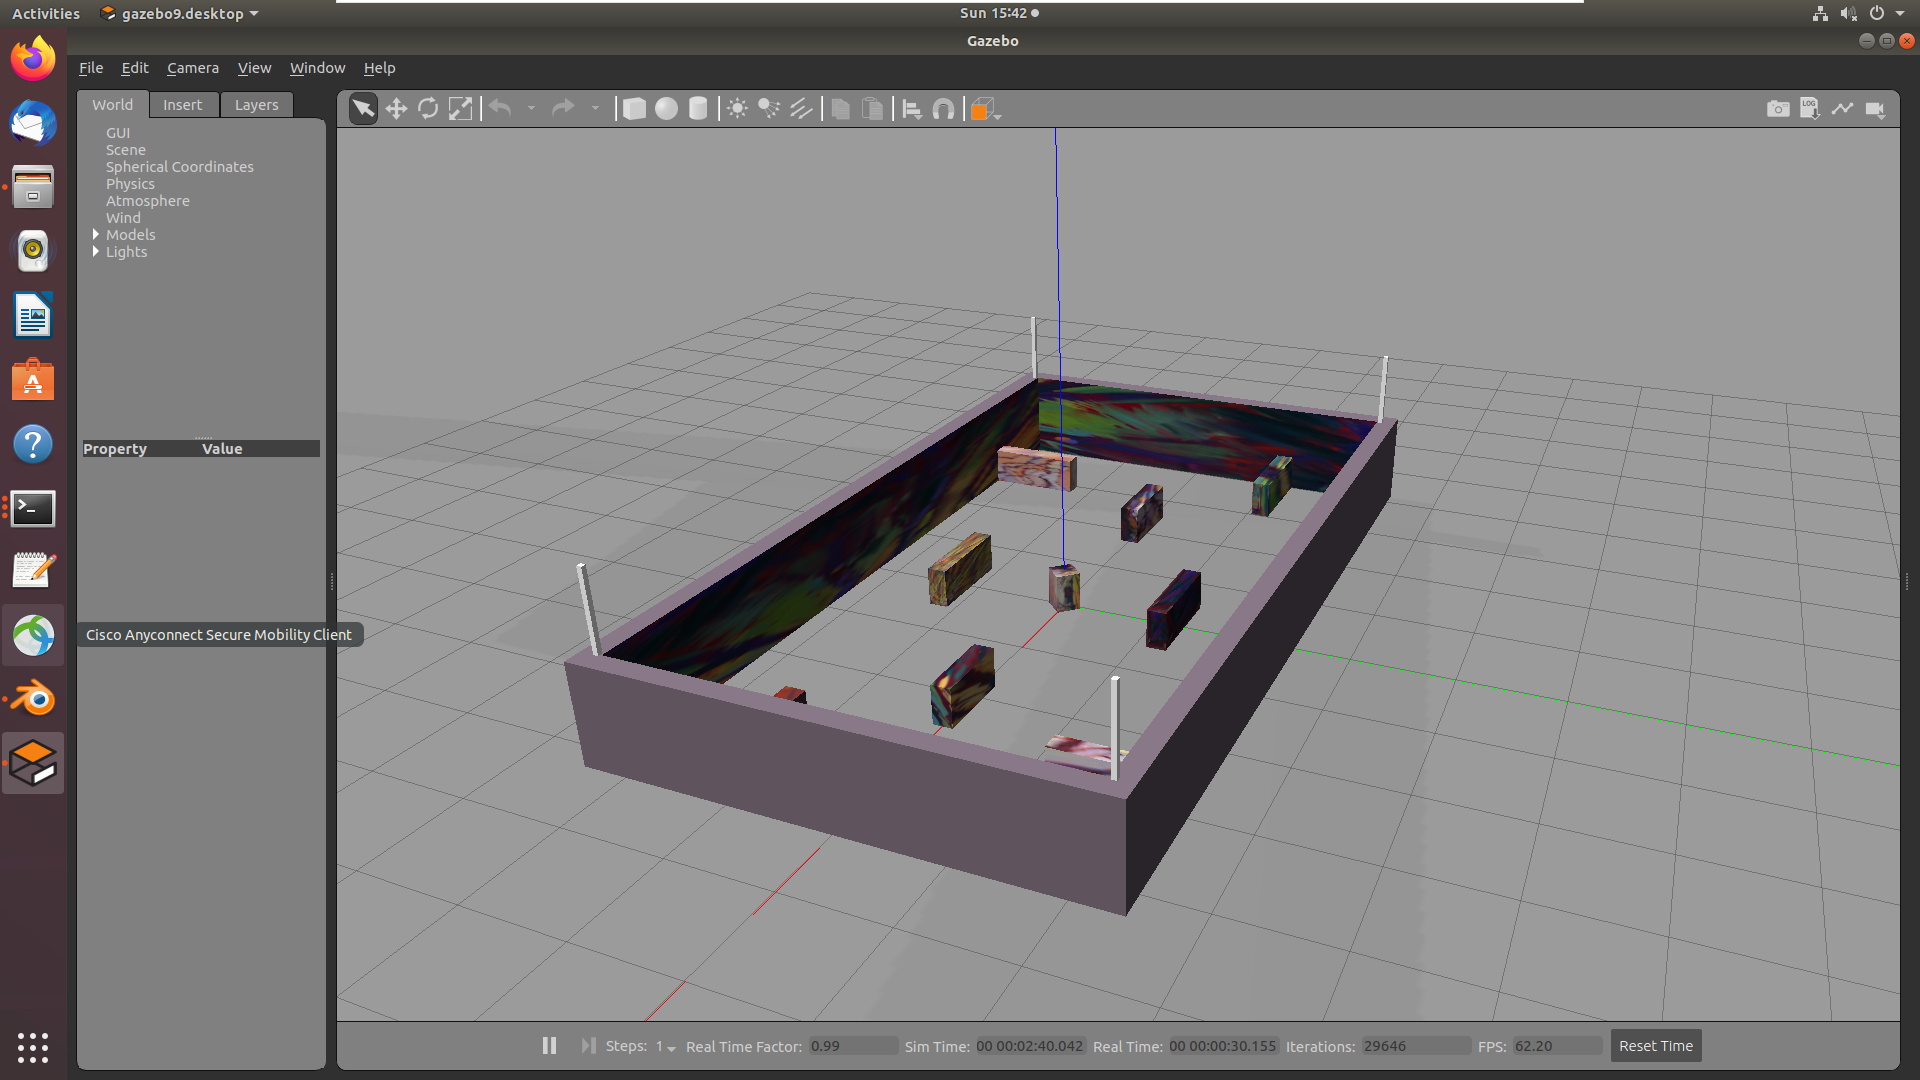 Activities
gazebo9.desktop
Sun 15:42
Gazebo
File Edit Camera View Window Help
World Insert Layers
LOG
GUI
Scene
Spherical Coordinates
Physics
Atmosphere
Wind
Models
Lights
Property Value
Cisco Anyconnect Secure Mobility Client
Steps: 1 Real Time Factor: 0.99 Sim Time: 00 00:02:40.042 Real Time: 00 00:00:30.155 Iterations: 29646 FPS: 62.20 Reset Time